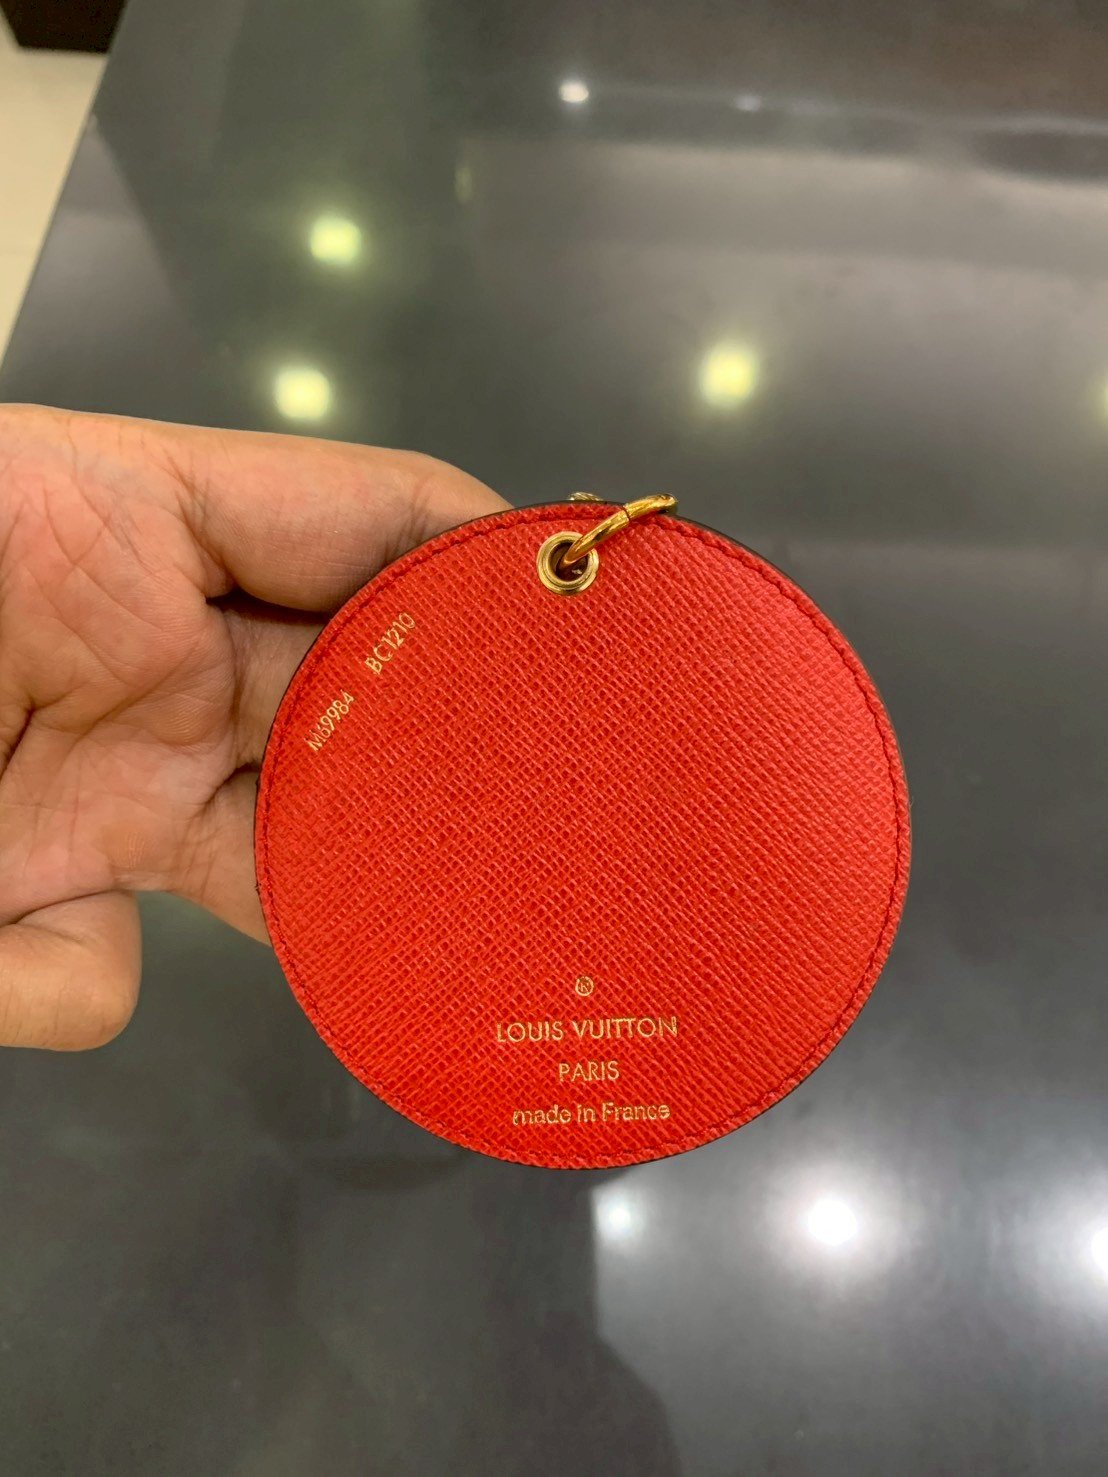 M69984 BC1210
®
LOUIS VUITTON
PARIS
made in France